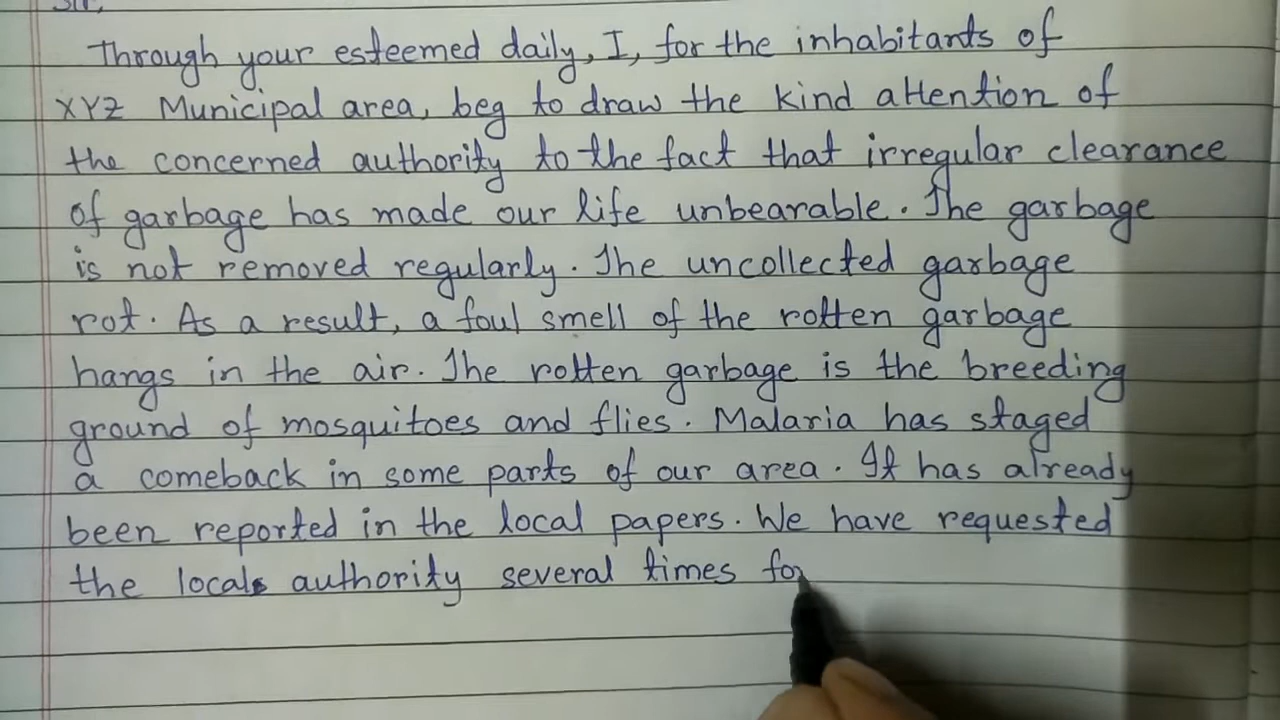 Sir,
Through your esteemed daily, I, for the inhabitants of
XYZ Municipal area, beg to draw the kind attention of
the concerned authority to the fact that irregular clearance
of garbage has made our life unbearable. The garbage
is not removed regularly. The uncollected garbage
rot. As a result, a foul smell of the rotten garbage
hangs in the air. The rotten garbage is the breeding
ground of mosquitoes and flies. Malaria has staged
a comeback in some parts of our area. It has already
been reported in the local papers. We have requested
the local authority several times for